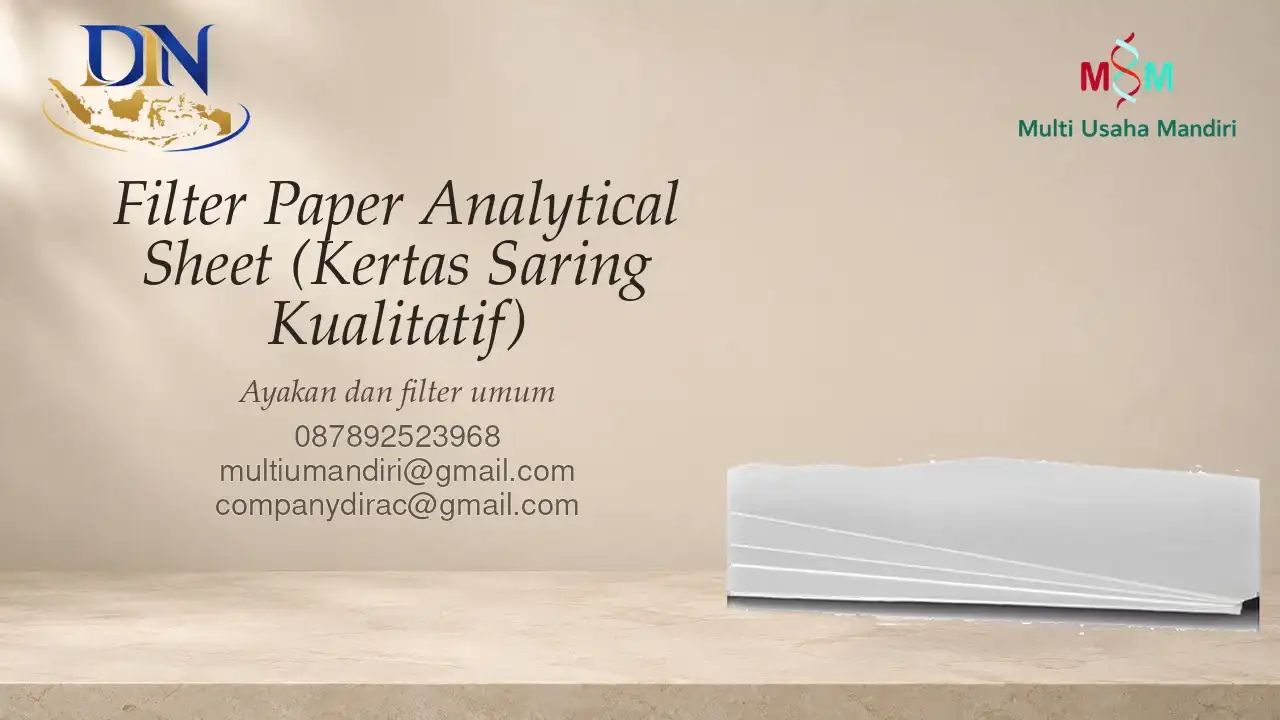 DIN
MSM
Multi Usaha Mandiri
Filter Paper Analytical
Sheet (Kertas Saring
Kualitatif)
Ayakan dan filter umum
087892523968
multiumandiri@gmail.com
companydirac@gmail.com